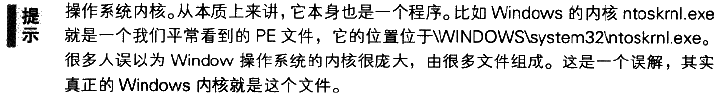 提示
操作系统内核。从本质上来讲，它本身也是一个程序。比如 Windows 的内核 ntoskrnl.exe
就是一个我们平常看到的 PE 文件，它的位置位于\WINDOWS\system32\ntoskrnl.exe。
很多人误以为 Window 操作系统的内核很庞大，由很多文件组成。这是一个误解，其实
真正的 Windows 内核就是这个文件。